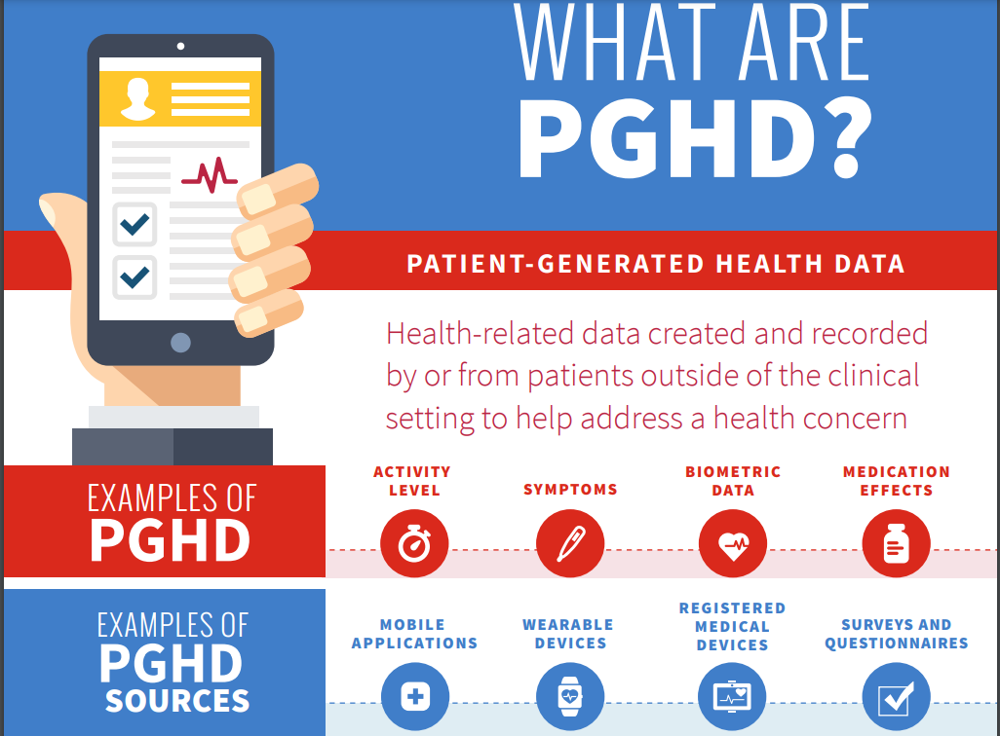 WHAT ARE
PGHD?
PATIENT-GENERATED HEALTH DATA
Health-related data created and recorded
by or from patients outside of the clinical
setting to help address a health concern
EXAMPLES OF
PGHD
ACTIVITY
LEVEL
SYMPTOMS
BIOMETRIC
DATA
MEDICATION
EFFECTS
EXAMPLES OF
PGHD
SOURCES
MOBILE
APPLICATIONS
WEARABLE
DEVICES
REGISTERED
MEDICAL
DEVICES
SURVEYS AND
QUESTIONNAIRES